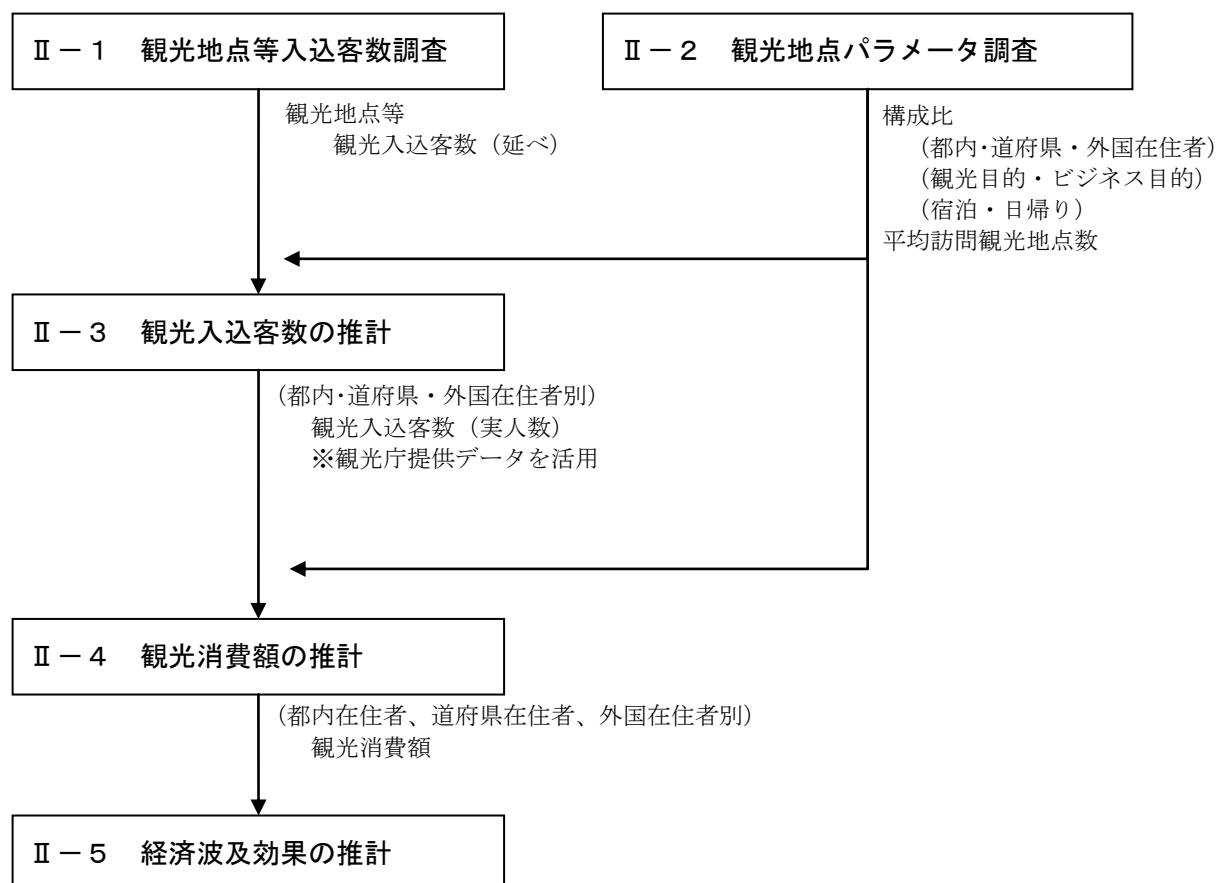 Ⅱ－１　観光地点等入込客数調査
Ⅱ－２　観光地点パラメータ調査
観光地点等
観光入込客数（延べ）
構成比
（都内･道府県・外国在住者）
（観光目的・ビジネス目的）
（宿泊・日帰り）
平均訪問観光地点数
Ⅱ－３　観光入込客数の推計
（都内･道府県・外国在住者別）
観光入込客数（実人数）
※観光庁提供データを活用
Ⅱ－４　観光消費額の推計
（都内在住者、道府県在住者、外国在住者別）
観光消費額
Ⅱ－５　経済波及効果の推計